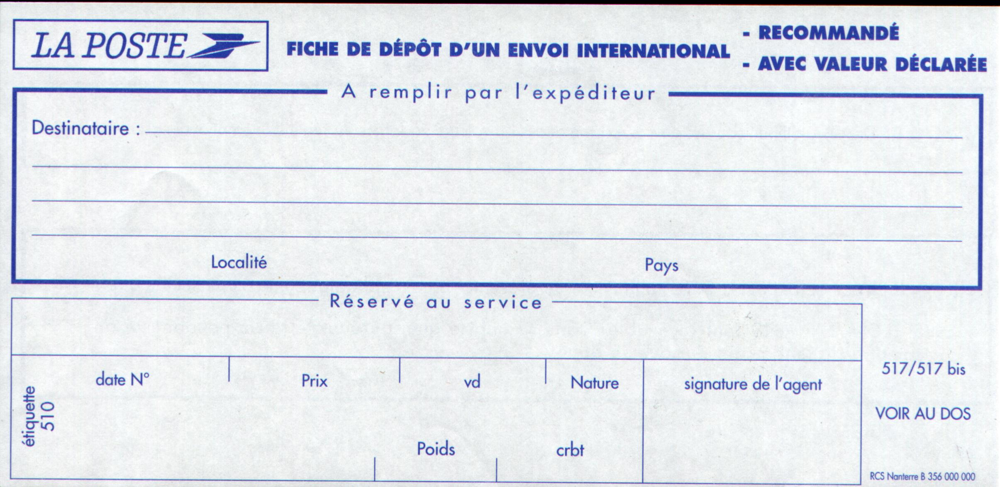 LA POSTE
FICHE DE DÉPÔT D'UN ENVOI INTERNATIONAL
- RECOMMANDÉ
- AVEC VALEUR DÉCLARÉE
A remplir par l'expéditeur
Destinataire :
Localité Pays
Réservé au service
date N° Prix vd Nature signature de l'agent
étiquette
510
Poids crbt
517/517 bis
VOIR AU DOS
RCS Nanterre B 356 000 000